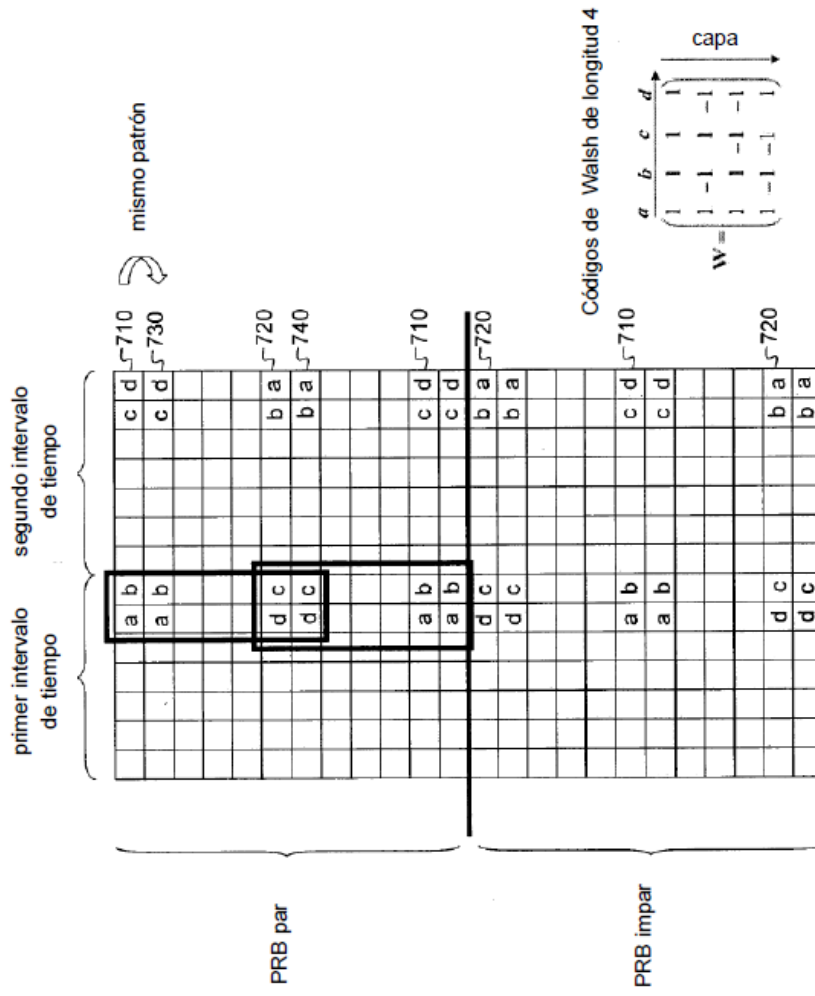 primer intervalo
de tiempo
segundo intervalo
de tiempo
mismo patrón
a b c d 710
a b c d 730
d c b a 720
d c b a 740
a b c d 710
a b c d
d c b a 720
d c b a
a b c d 710
a b c d
d c b a 720
d c b a
PRB par
PRB impar
Códigos de Walsh de longitud 4
a b c d
W =
1 1 1 1
1 -1 1 -1
1 1 -1 -1
1 -1 -1 1
capa